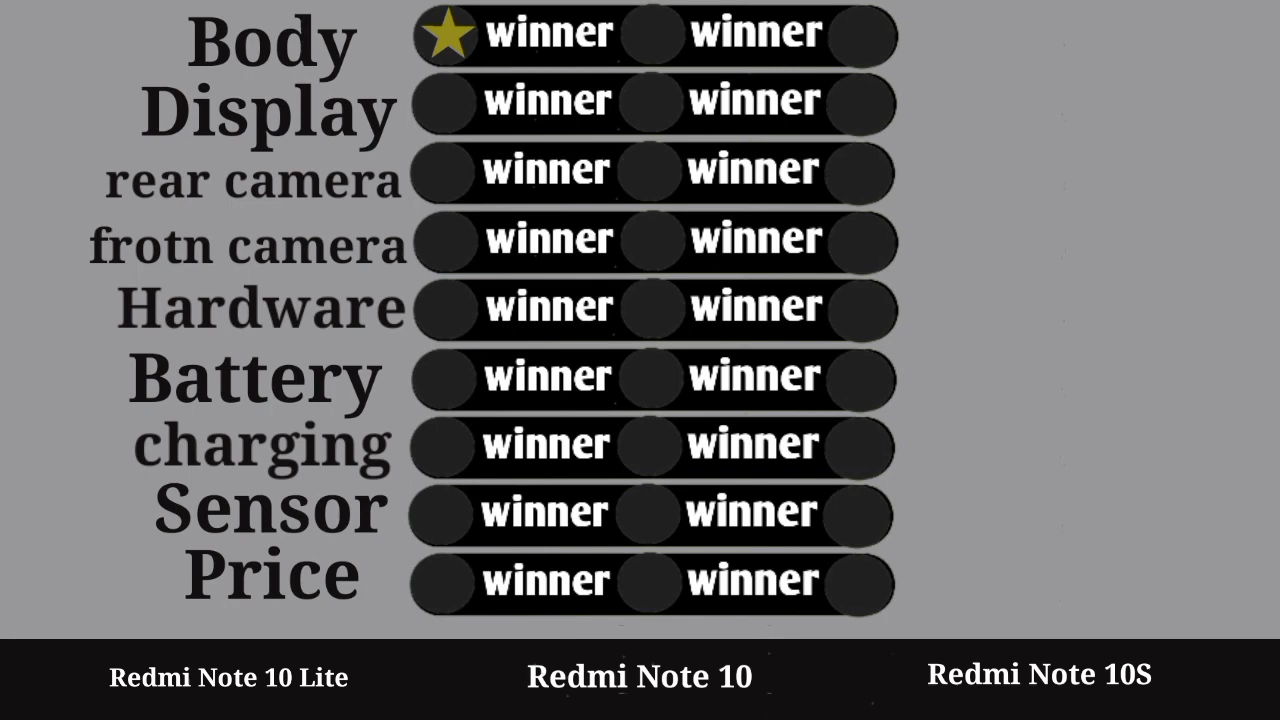 Body winner winner
Display winner winner
rear camera winner winner
frotn camera winner winner
Hardware winner winner
Battery winner winner
charging winner winner
Sensor winner winner
Price winner winner
Redmi Note 10 Lite Redmi Note 10 Redmi Note 10S